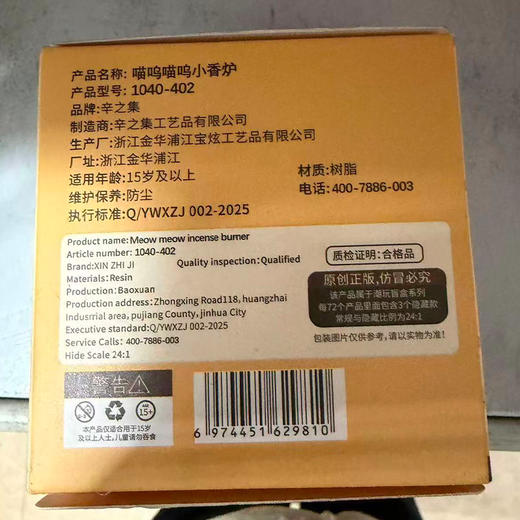 产品名称: 喵呜喵呜小香炉
产品型号: 1040-402
品牌: 辛之集
制造商: 辛之集工艺品有限公司
生产厂: 浙江金华浦江宝炫工艺品有限公司
厂址: 浙江金华浦江
材质: 树脂
适用年龄: 15岁及以上
电话: 400-7886-003
维护保养: 防尘
执行标准: Q/YWXZJ 002-2025
Product name: Meow meow incense burner
Article number: 1040-402
Brand:XIN ZHI JI
Quality inspection:Qualified
Materials:Resin
Production:Baoxuan
Production address:Zhongxing Road118, huangzhai
Indusrrial area, pujiang County, jinhua City
Executive standard:Q/YWXZJ 002-2025
Service Calls: 400-7886-003
Hide Scale 24:1
质检证明: 合格品
原创正版,仿冒必究
该产品属于潮玩盲盒系列
每72个产品里面包含3个隐藏款
常规与隐藏比例为24:1
包装图片仅供参考,请以实物为准!
警告
0-3
AGE
15+
本产品仅适合用于15岁
及以上人士,儿童请勿吞食
6 974451 629810